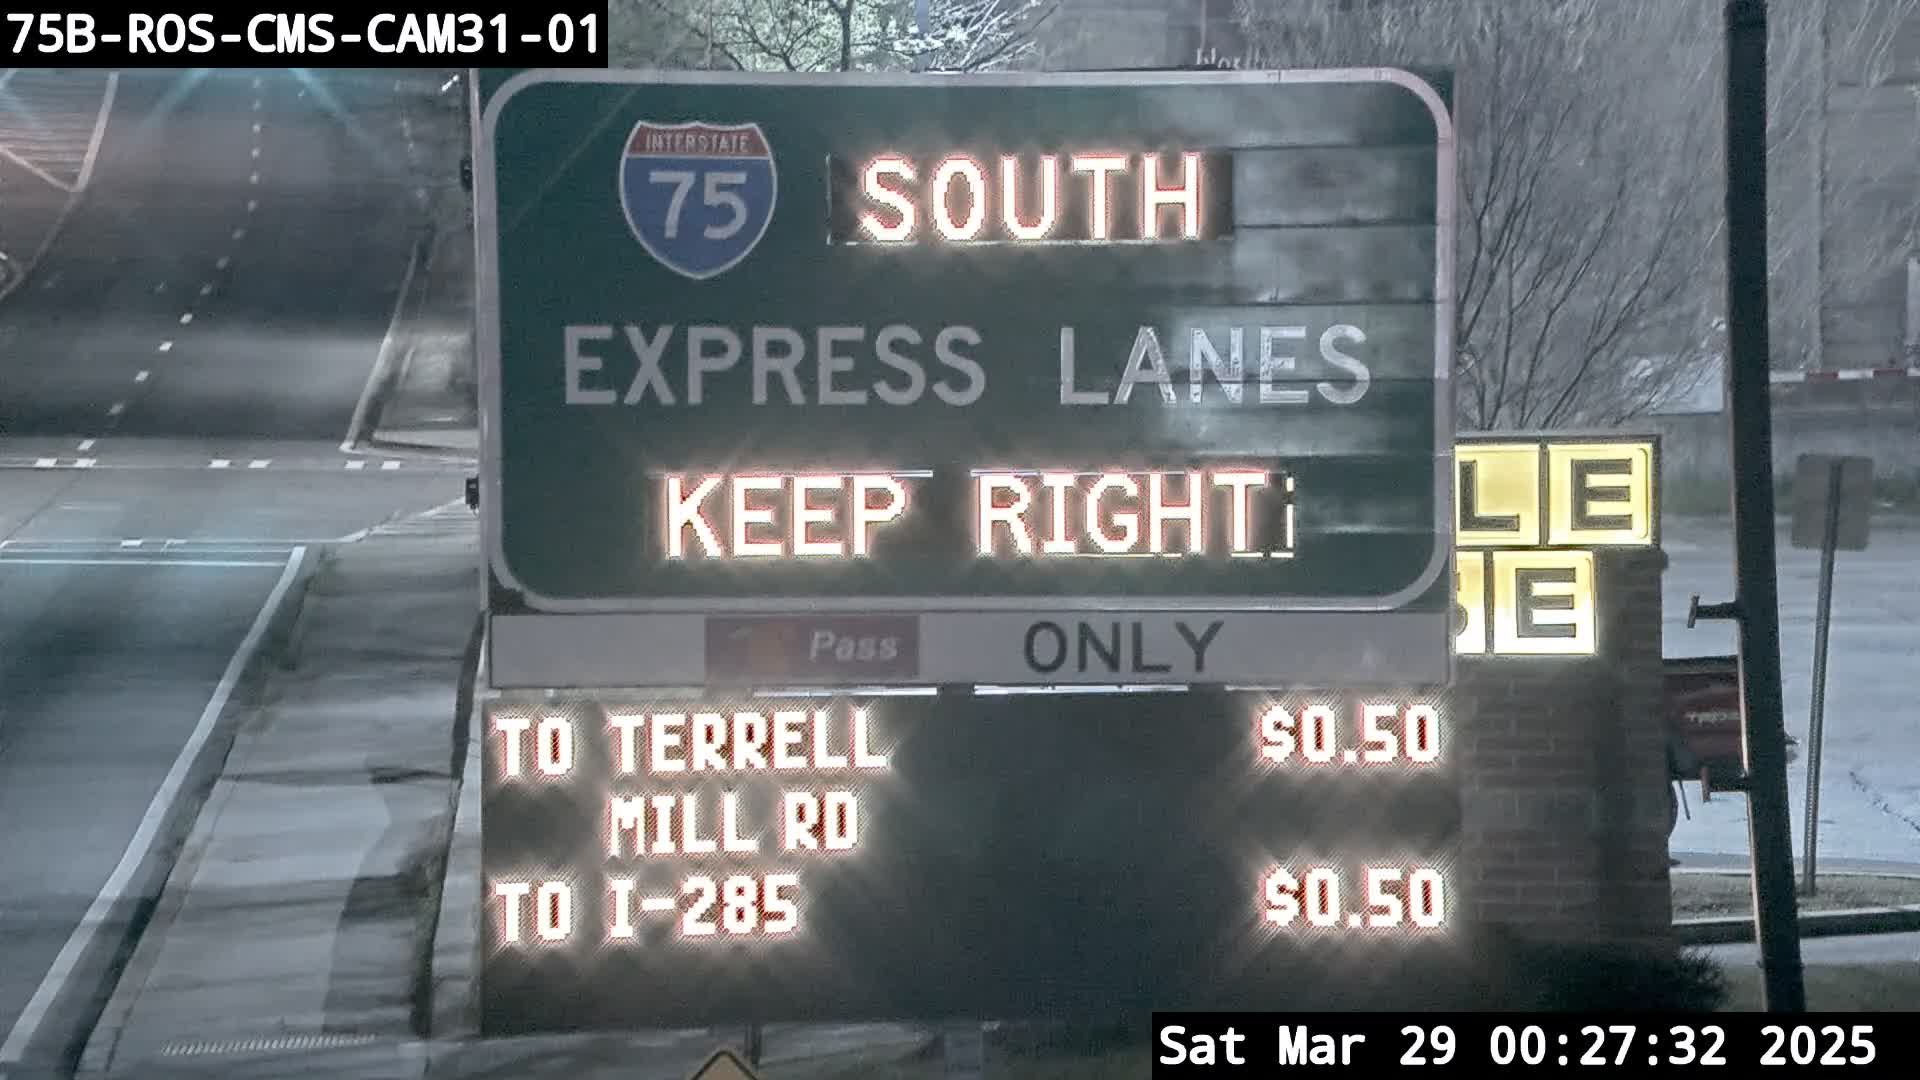 75B-ROS-CMS-CAM31-01
INTERSTATE
75
SOUTH
EXPRESS LANES
KEEP RIGHT
Pass ONLY
TO TERRELL $0.50
MILL RD
TO I-285 $0.50
LE
E
Sat Mar 29 00:27:32 2025